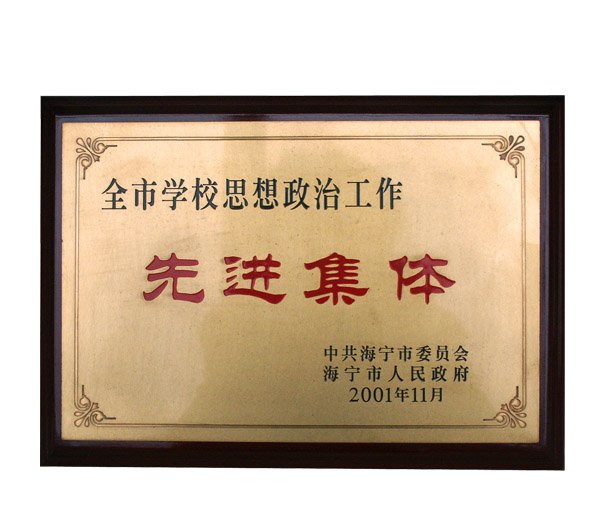 全市学校思想政治工作
先进集体
中共海宁市委员会
海宁市人民政府
2001年11月